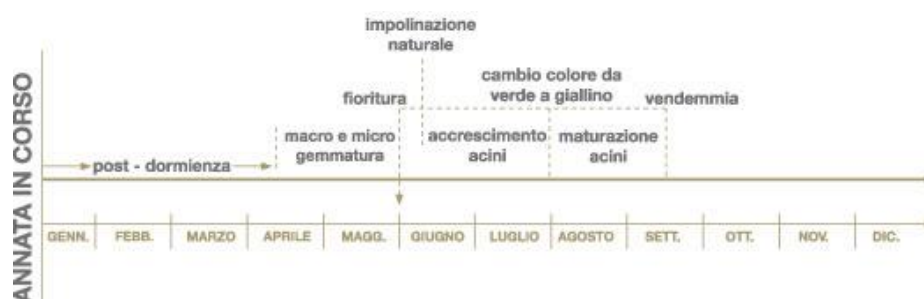 ANNATA IN CORSO
impolinazione
naturale
cambio colore da
verde a giallino
fioritura
vendemmia
macro e micro
gemmatura
accrescimento
acini
maturazione
acini
post - dormienza
GENN. FEBB. MARZO APRILE MAGG. GIUGNO LUGLIO AGOSTO SETT. OTT. NOV. DIC.